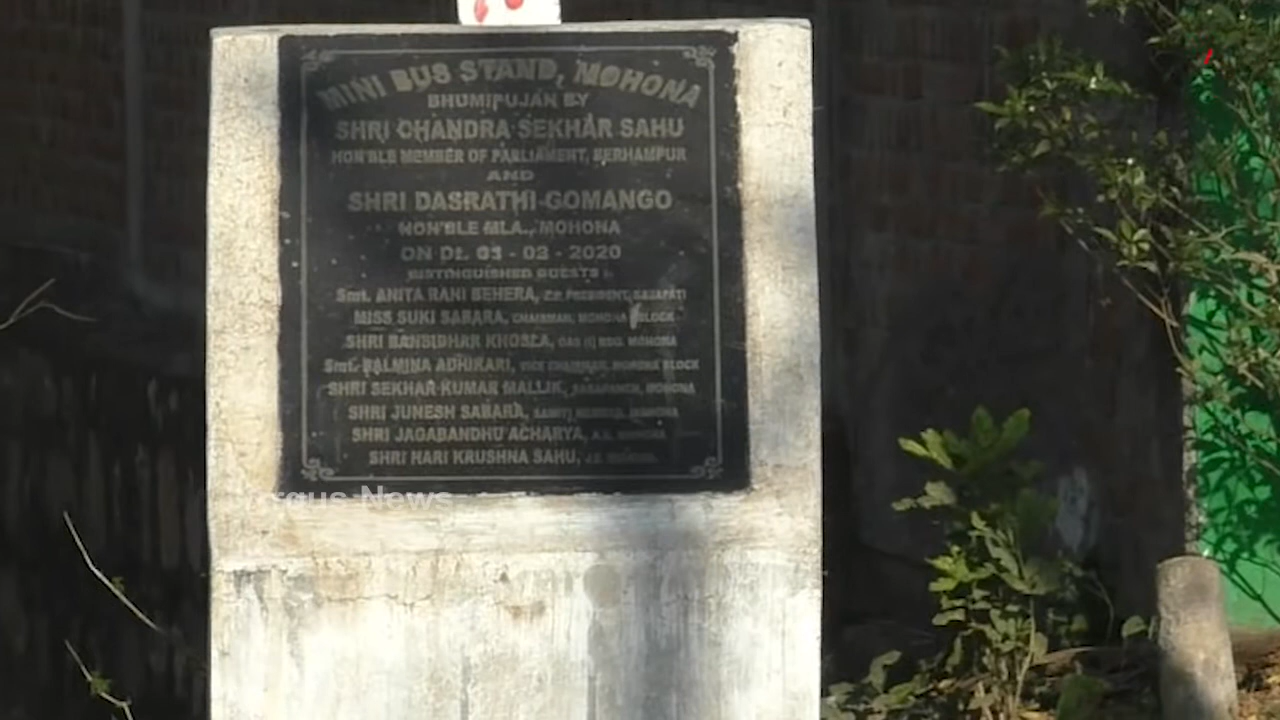 MINI BUS STAND, MOHONA
BHUMIPUJAN BY
SHRI CHANDRA SEKHAR SAHU
HON'BLE MEMBER OF PARLIAMENT, BERHAMPUR
AND
SHRI DASRATHI GOMANGO
HON'BLE MLA., MOHONA
ON Dt. 03 - 03 - 2020
DISTINGUISHED GUESTS :-
Smt. ANITA RANI BEHERA, Z.P. PRESIDENT, GAJAPATI
MISS SUKI SABARA, CHAIRMAN, MOHONA BLOCK
SHRI BANSIDHAR KHOSLA, OAS (I) BDO, MOHONA
Smt. BALMINA ADHIKARI, VICE CHAIRMAN, MOHONA BLOCK
SHRI SEKHAR KUMAR MALLIK, SARAPANCH, MOHONA
SHRI JUNESH SABARA, SAMITI MEMBER, MOHONA
SHRI JAGABANDHU ACHARYA, MOHONA
SHRI HARI KRUSHNA SAHU,
Argus News